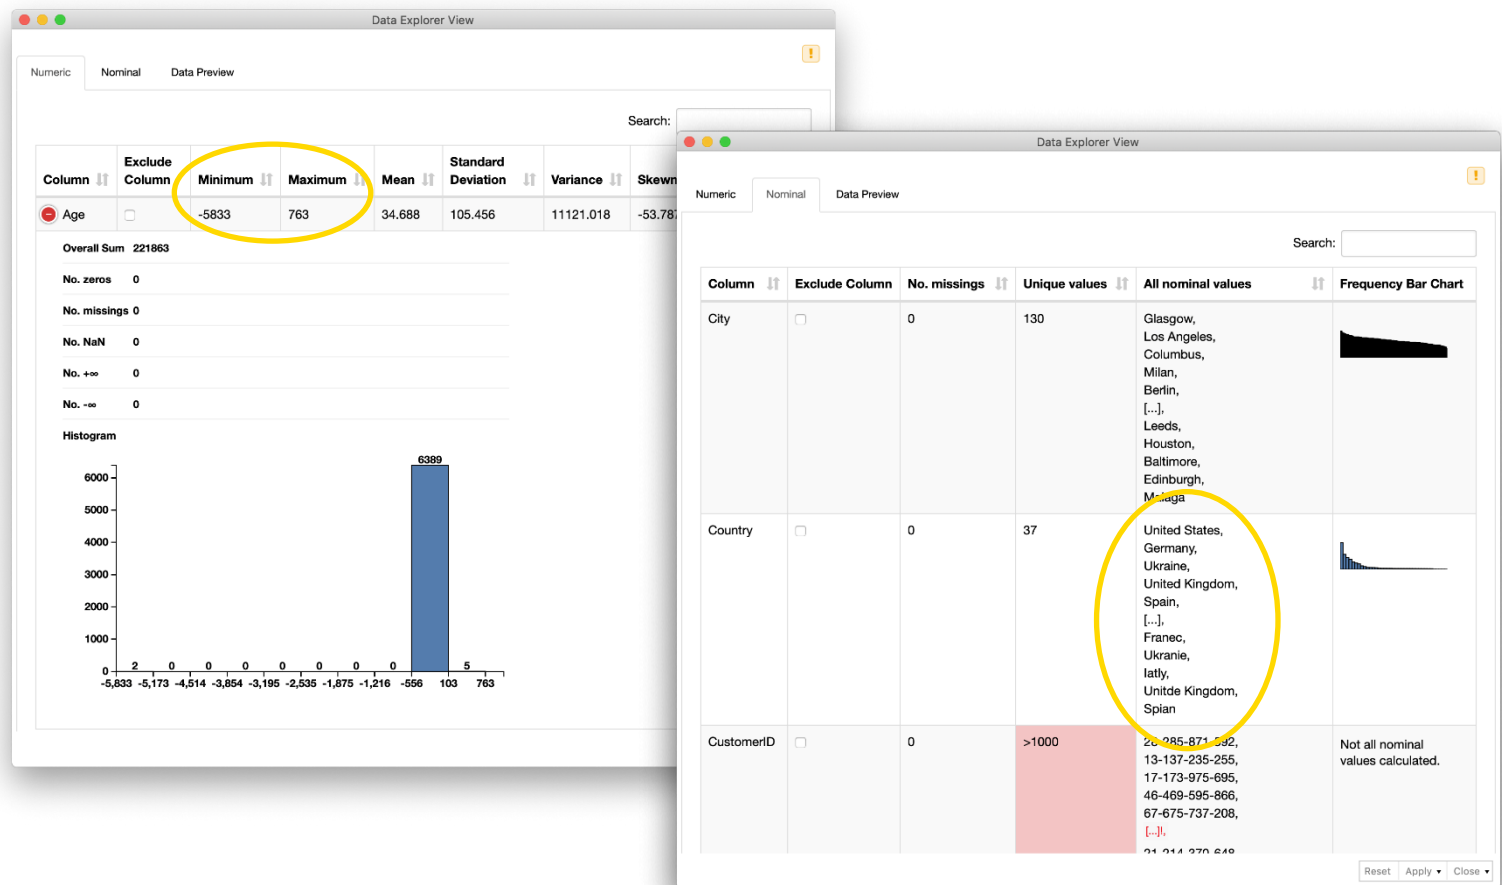 Data Explorer View
!
Numeric Nominal Data Preview
Search:
Column Exclude Column Minimum Maximum Mean Standard Deviation Variance
Age -5833 763 34.688 105.456 11121.018
Overall Sum 221863
No. zeros 0
No. missings 0
No. NaN 0
No. +∞ 0
No. -∞ 0
Histogram
6389
6000
5000
4000
3000
2000
1000
0
2 0 0 0 0 0 0 0 5
-5,833 -5,173 -4,514 -3,854 -3,195 -2,535 -1,875 -1,216 -556 103 763
Data Explorer View
!
Numeric Nominal Data Preview
Search:
Column Exclude Column No. missings Unique values All nominal values Frequency Bar Chart
City 0 130 Glasgow,
Los Angeles,
Columbus,
Milan,
Berlin,
[...],
Leeds,
Houston,
Baltimore,
Edinburgh,
Malaga
Country 0 37 United States,
Germany,
Ukraine,
United Kingdom,
Spain,
[...],
Franec,
Ukranie,
Iatly,
Unitde Kingdom,
Spian
CustomerID 0 >1000
13-137-235-255,
17-173-975-695,
46-469-595-866,
67-675-737-208,
[...]!,
Not all nominal
values calculated.
Reset Apply Close